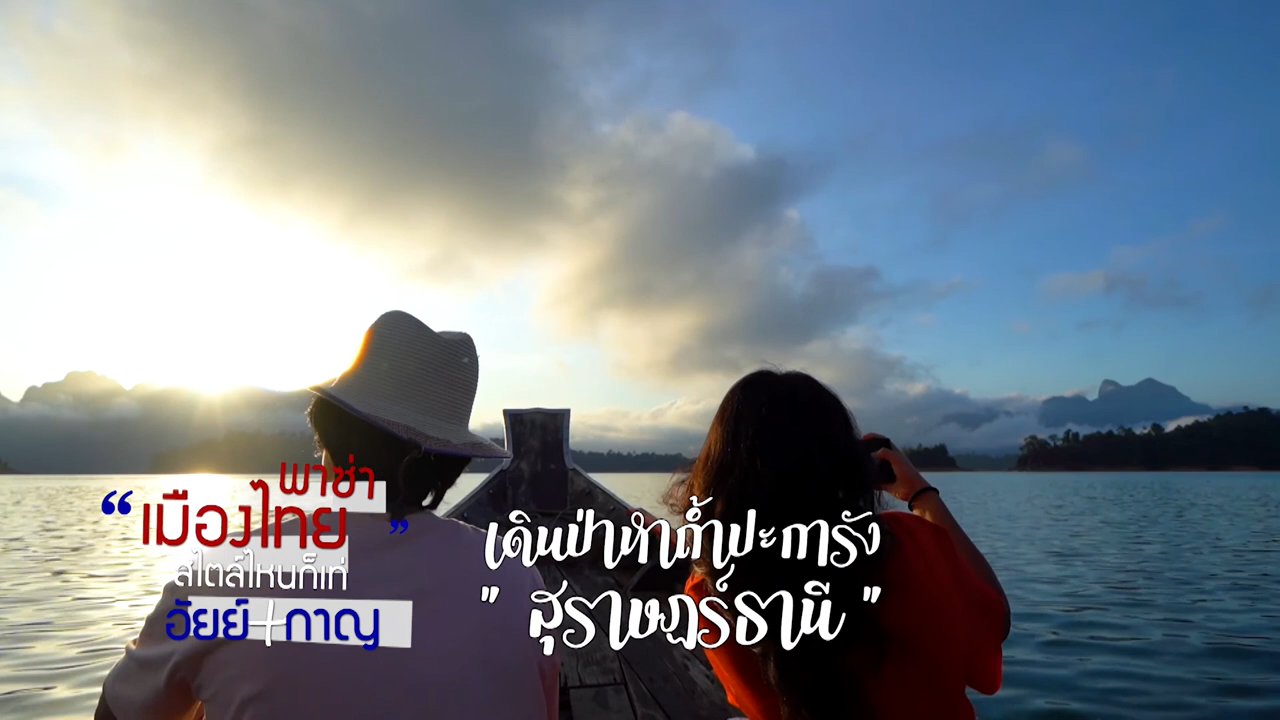 พาซ่า
“เมืองไทย”
สไตล์ไหนก็เท่
อัยย์+กาญ
เดินป่าหาถ้ำปะการัง
" สุราษฎร์ธานี "